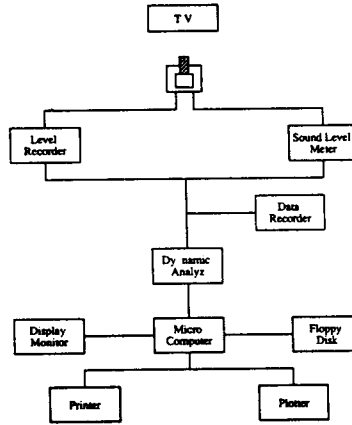 T V
Level
Recorder
Sound Level
Meter
Data
Recorder
Dy namic
Analyz
Display
Monitor
Micro
Computer
Floppy
Disk
Printer
Plotter